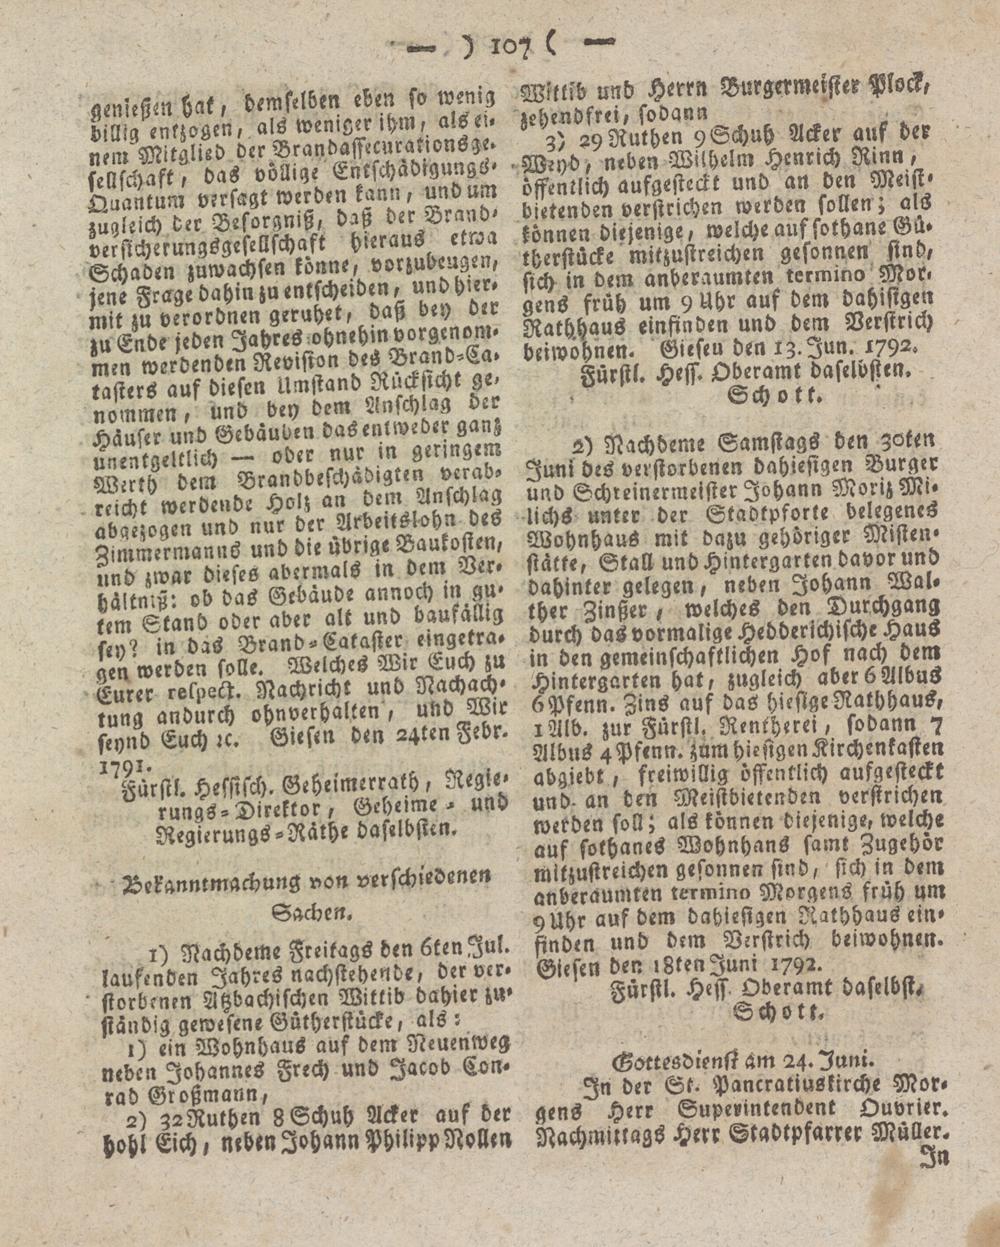 — ) 107 ( —
genießen hat, demselben eben so wenig
billig entzogen, als weniger ihm, als ei-
nem Mitglied der Brandassecurationsge-
sellschaft, das völlige Entschädigungs-
Quantum versagt werden kann, und um
zugleich der Besorgniß, daß der Brand-
versicherungsgesellschaft hieraus etwa
Schaden zuwachsen könne, vorzubeugen,
jene Frage dahin zu entscheiden, und hier-
mit zu verordnen geruhet, daß bey der
zu Ende jeden Jahres ohnehin vorgenom-
men werdenden Revision des Brand-Ca-
tasters auf diesen Umstand Rücksicht ge-
nommen, und bey dem Anschlag der
Häuser und Gebäuden das entweder ganz
unentgeltlich — oder nur in geringem
Werth dem Brandbeschädigten verab-
reicht werdende Holz an dem Anschlag
abgezogen und nur der Arbeitslohn des
Zimmermanns und die übrige Baukosten,
und zwar dieses abermals in dem Ver-
hältniß: ob das Gebäude annoch in gu-
tem Stand oder aber alt und baufällig
sey? in das Brand-Cataster eingetra-
gen werden solle. Welches Wir Euch zu
Eurer respect. Nachricht und Nachach-
tung andurch ohnverhalten, und Wir
seynd Euch ꝛc. Giesen den 24ten Febr.
1791.
Fürstl. Hessisch. Geheimerrath, Regie-
rungs-Direktor, Geheime- und
Regierungs-Räthe daselbsten.
Bekanntmachung von verschiedenen
Sachen.
1) Nachdeme Freitags den 6ten Jul.
laufenden Jahres nachstehende, der ver-
storbenen Atzbachischen Wittib dahier zu-
ständig gewesene Gütherstücke, als:
1) ein Wohnhaus auf dem Neuenweg
neben Johannes Frech und Jacob Con-
rad Großmann,
2) 32 Ruthen 8 Schuh Acker auf der
hohl Eich, neben Johann Philipp Nollen
Wittib und Herrn Burgermeister Plock,
zehendfrei, sodann
3) 29 Ruthen 9 Schuh Acker auf der
Weyd, neben Wilhelm Henrich Rinn,
öffentlich aufgesteckt und an den Meist-
bietenden verstrichen werden sollen; als
können diejenige, welche auf sothane Gü-
therstücke mitzustreichen gesonnen sind,
sich in dem anberaumten termino Mor-
gens früh um 9 Uhr auf dem dahisigen
Rathhaus einfinden und dem Verstrich
beiwohnen. Giesen den 13. Jun. 1792.
Fürstl. Hess. Oberamt daselbsten.
Schott.
2) Nachdeme Samstags den 30ten
Juni des verstorbenen dahiesigen Burger
und Schreinermeister Johann Moriz Mi-
lichs unter der Stadtpforte belegenes
Wohnhaus mit dazu gehöriger Misten-
stätte, Stall und Hintergarten davor und
dahinter gelegen, neben Johann Wal-
ther Zinßer, welches den Durchgang
durch das vormalige Hedderichische Haus
in den gemeinschaftlichen Hof nach dem
Hintergarten hat, zugleich aber 6 Albus
6 Pfenn. Zins auf das hiesige Rathhaus,
1 Alb. zur Fürstl. Rentherei, sodann 7
Albus 4 Pfenn. zum hiesigen Kirchenkasten
abgiebt, freiwillig öffentlich aufgesteckt
und an den Meistbietenden verstrichen
werden soll; als können diejenige, welche
auf sothanes Wohnhans samt Zugehör
mitzustreichen gesonnen sind, sich in dem
anberaumten termino Morgens früh um
9 Uhr auf dem dahiesigen Rathhaus ein-
finden und dem Verstrich beiwohnen.
Giesen den 18ten Juni 1792.
Fürstl. Hess. Oberamt daselbst.
Schott.
Gottesdienst am 24. Juni.
In der St. Pancratiuskirche Mor-
gens Herr Superintendent Ouvrier.
Nachmittags Herr Stadtpfarrer Müller.
In